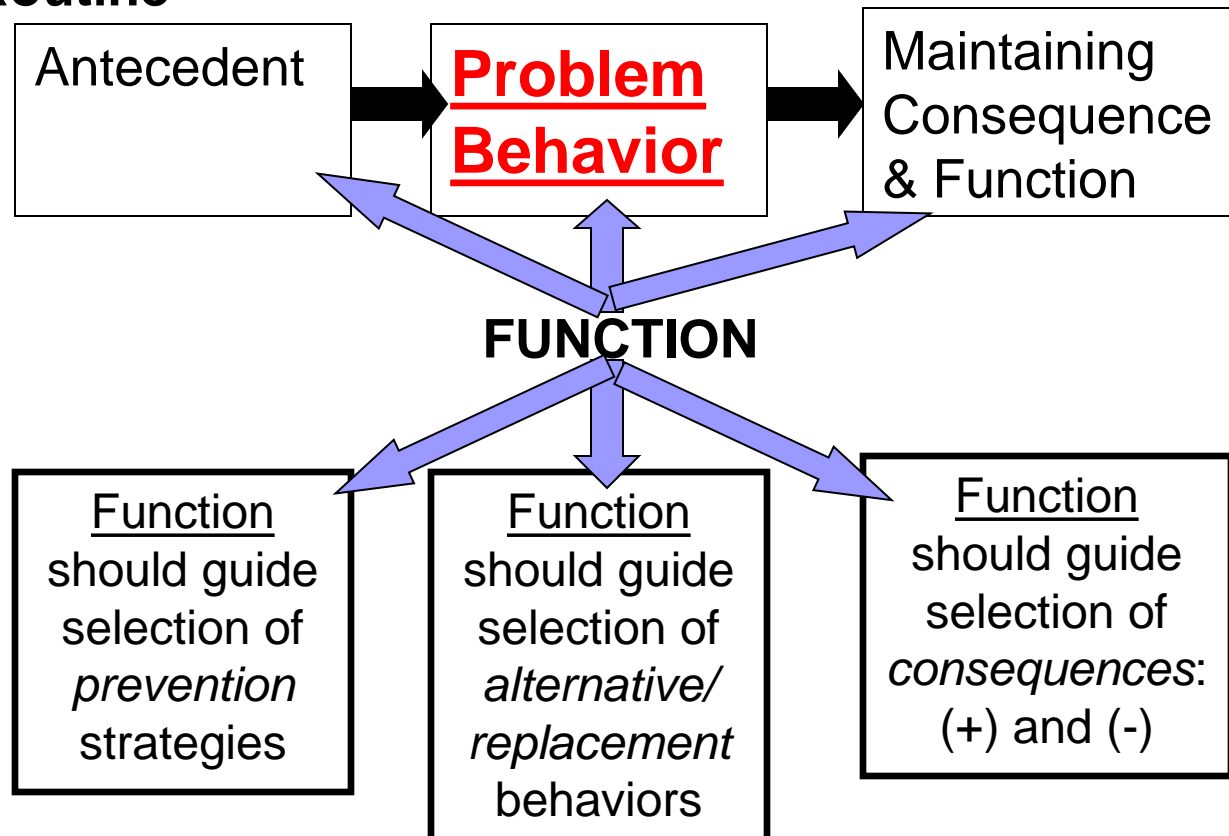 Antecedent
Problem
Behavior
Maintaining
Consequence
& Function
FUNCTION
Function
should guide
selection of
prevention
strategies
Function
should guide
selection of
alternative/
replacement
behaviors
Function
should guide
selection of
consequences:
(+) and (-)